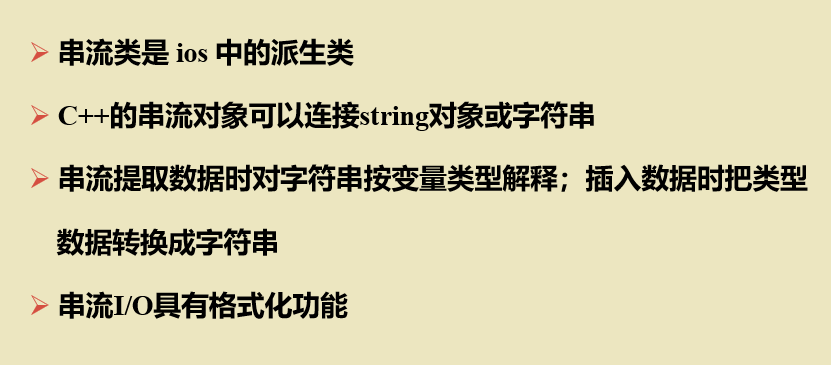 串流类是 ios 中的派生类
C++的串流对象可以连接string对象或字符串
串流提取数据时对字符串按变量类型解释；插入数据时把类型
数据转换成字符串
串流I/O具有格式化功能